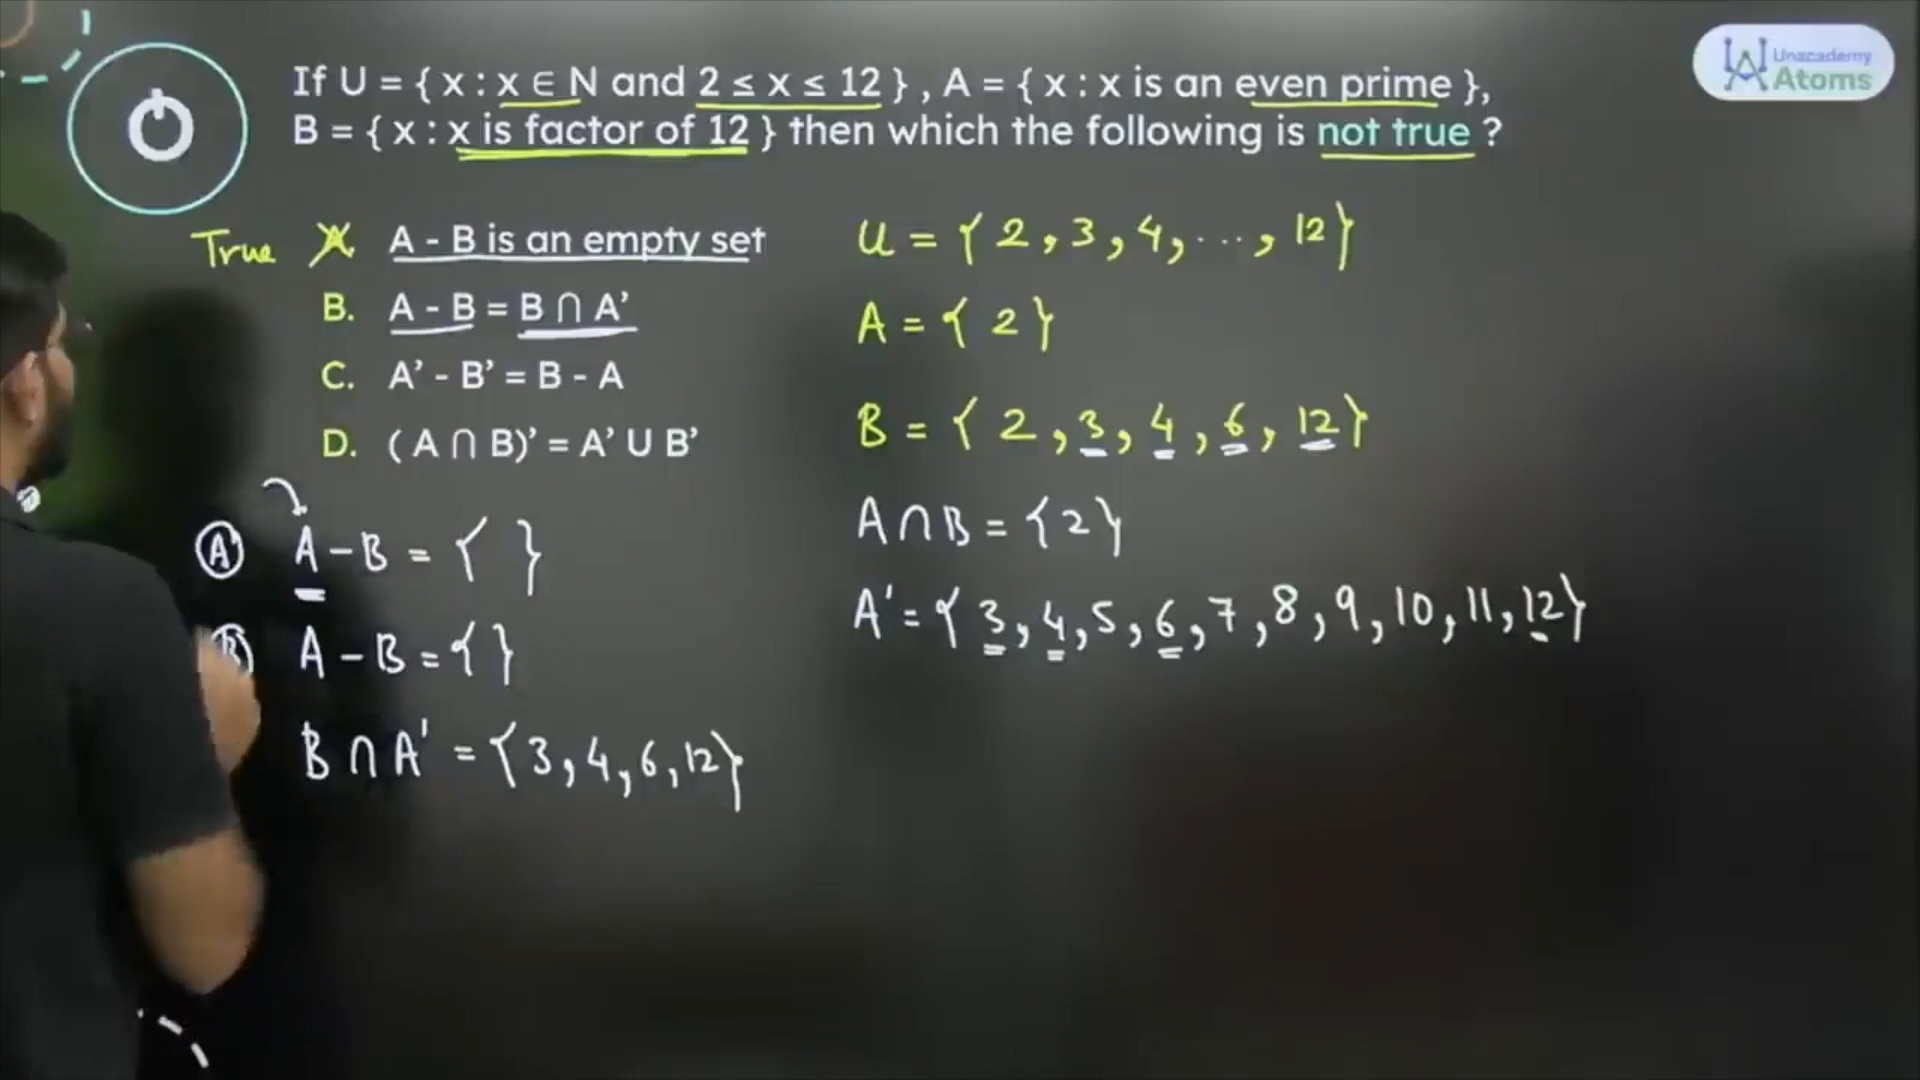 If U = { x : x ∈ N and 2 ≤ x ≤ 12 } , A = { x : x is an even prime },
B = { x : x is factor of 12 } then which the following is not true ?
Unacademy
Atoms
True A. A - B is an empty set
B. A - B = B ∩ A’
C. A’ - B’ = B - A
D. ( A ∩ B)’ = A’ U B’
U = { 2 , 3 , 4 , ... , 12 }
A = { 2 }
B = { 2 , 3 , 4 , 6 , 12 }
A ∩ B = { 2 }
A' = { 3 , 4 , 5 , 6 , 7 , 8 , 9 , 10 , 11 , 12 }
(A) A - B = { }
(B) A - B = { }
B ∩ A' = { 3 , 4 , 6 , 12 }